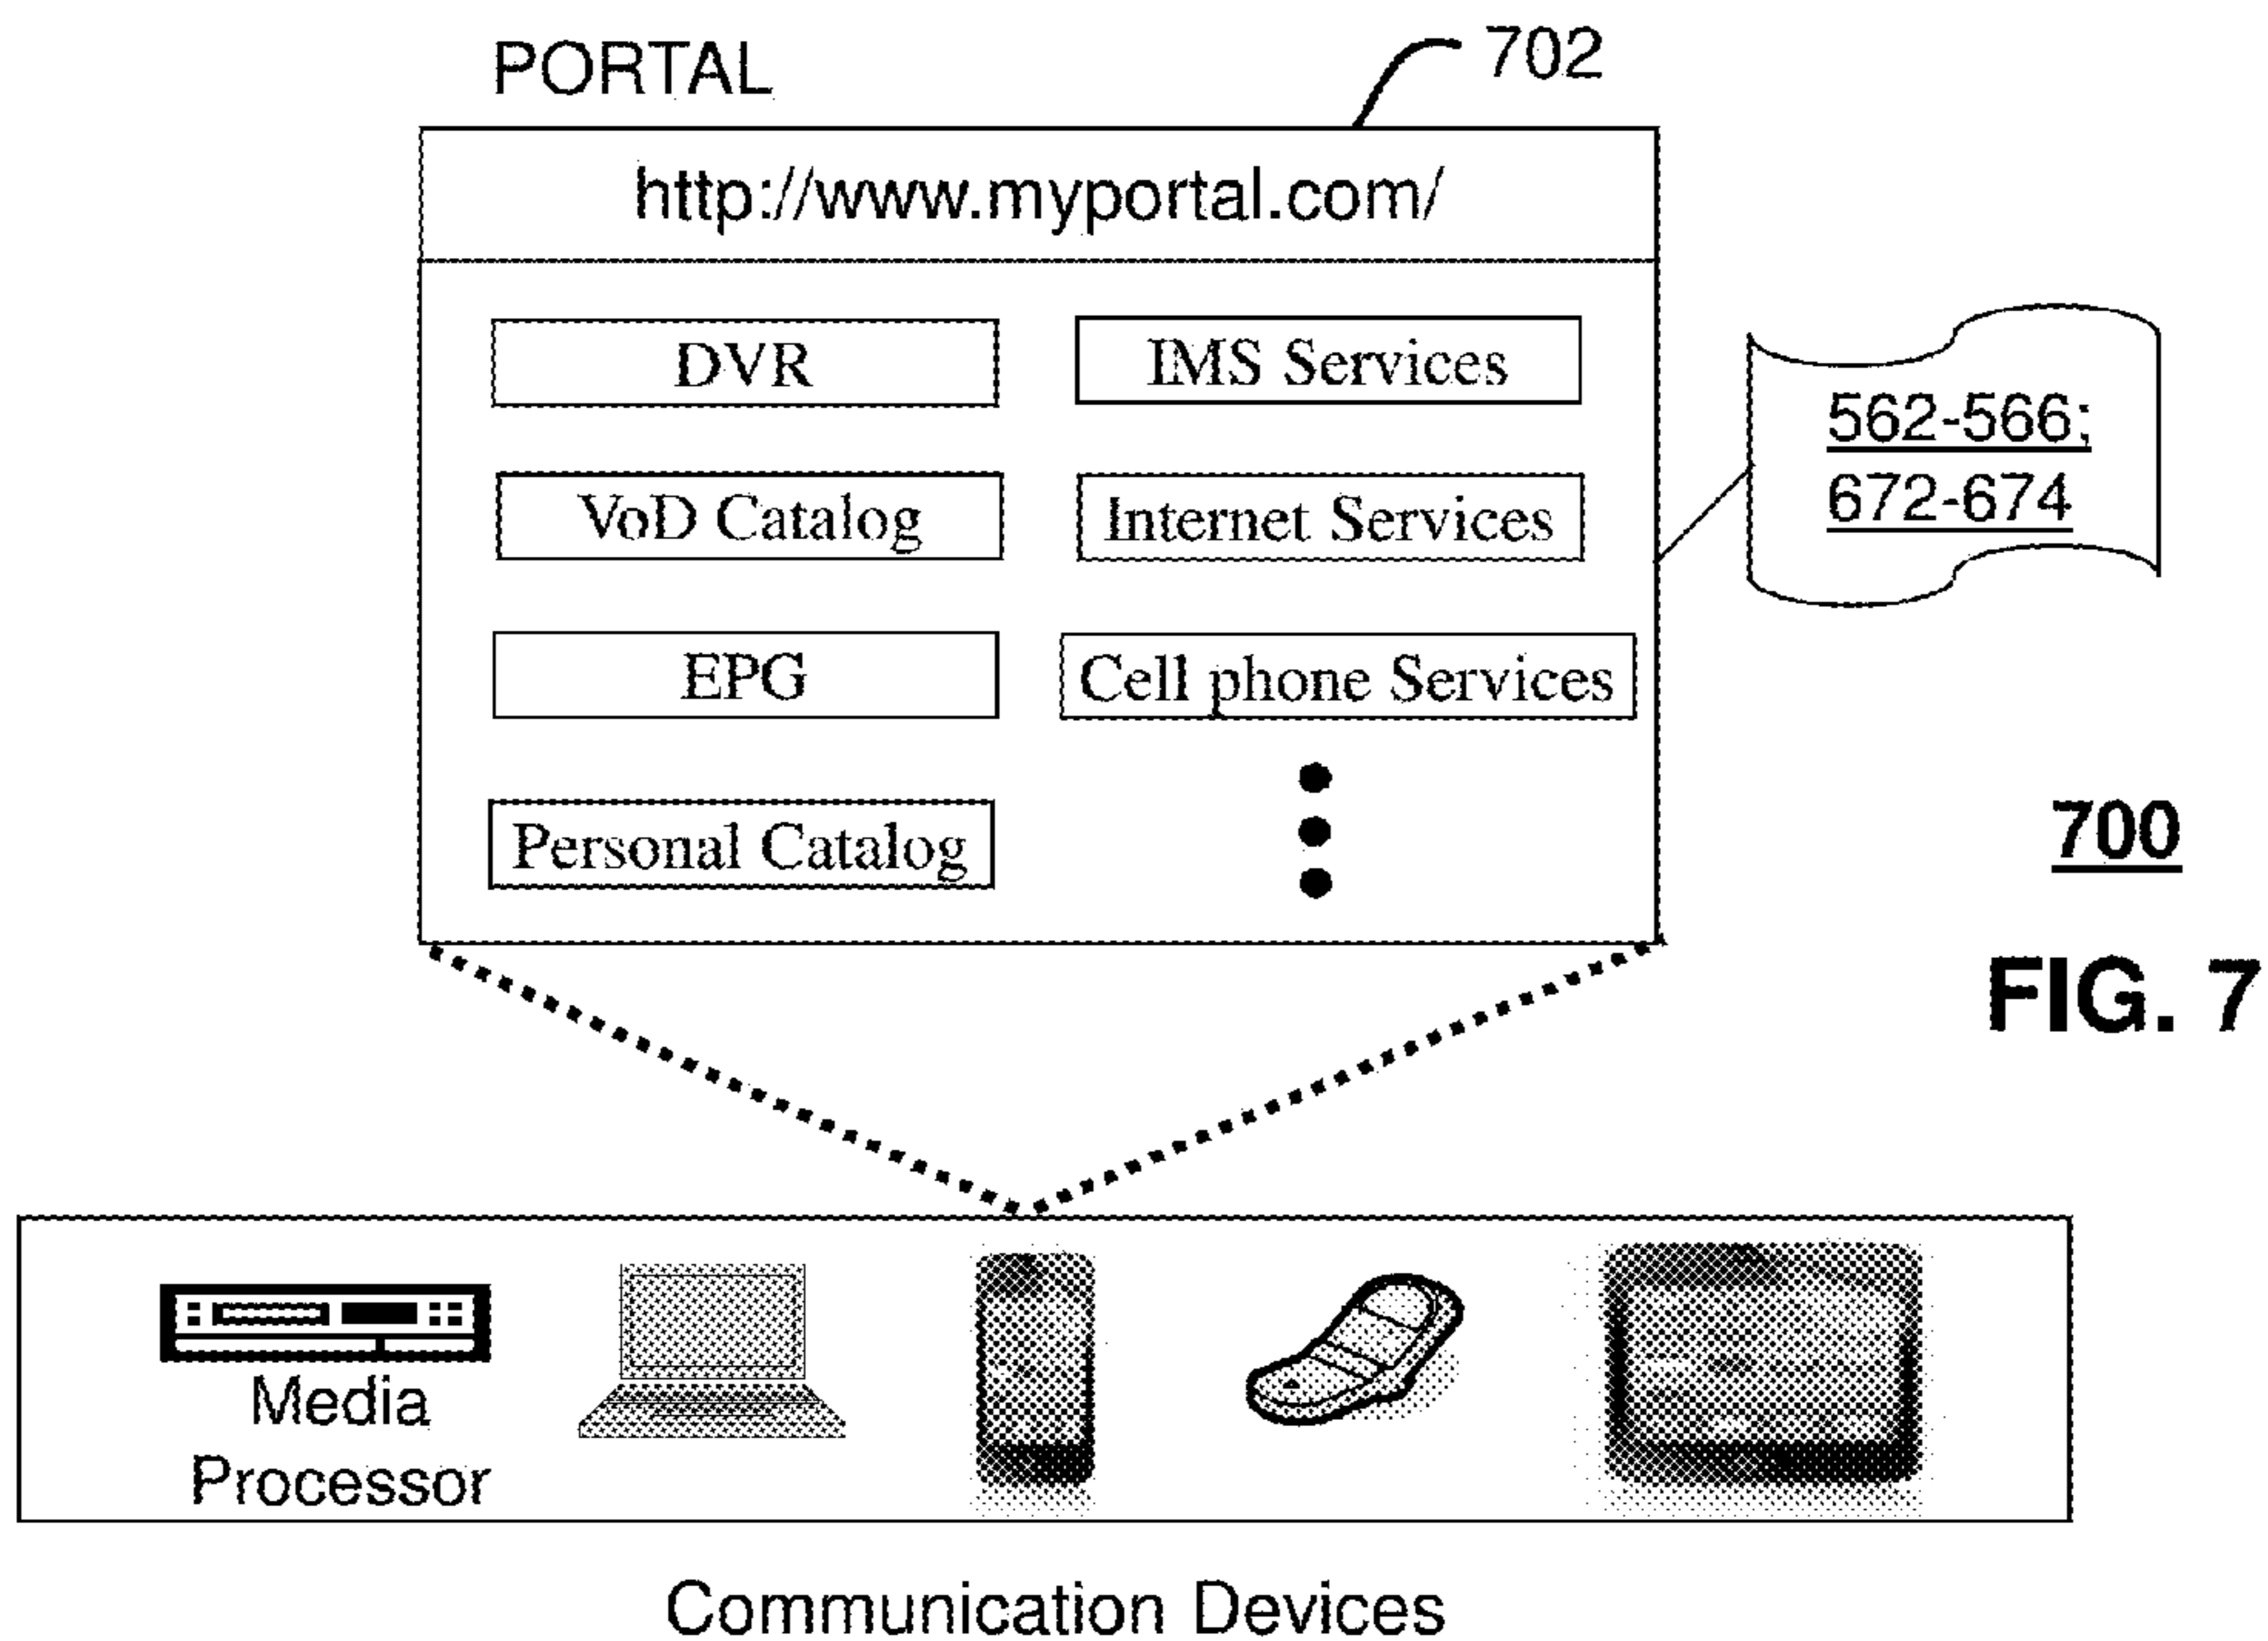 PORTAL
702
http://www.myportal.com/
DVR
IMS Services
VoD Catalog
Internet Services
EPG
Cell phone Services
Personal Catalog
562-566;
672-674
700
FIG. 7
Media
Processor
Communication Devices